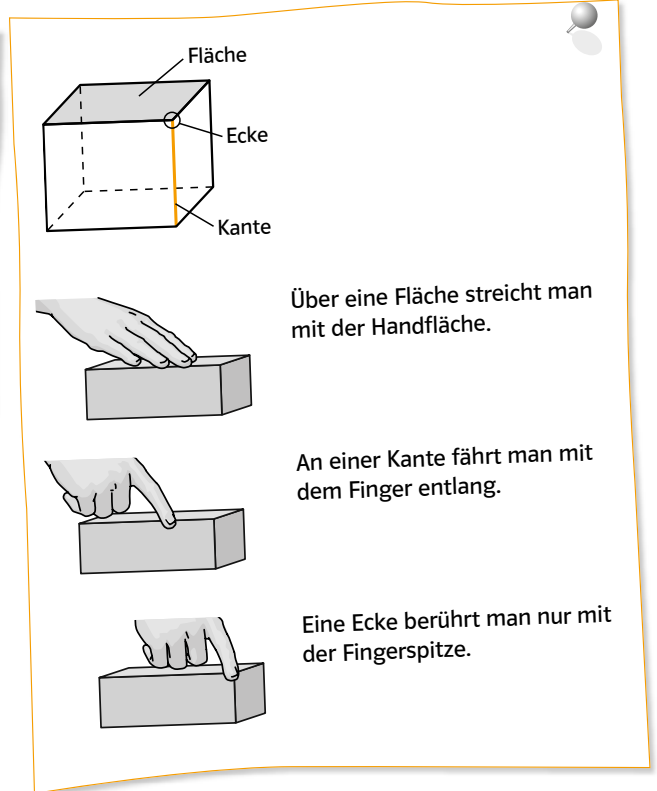 Fläche
Ecke
Kante
Über eine Fläche streicht man
mit der Handfläche.
An einer Kante fährt man mit
dem Finger entlang.
Eine Ecke berührt man nur mit
der Fingerspitze.